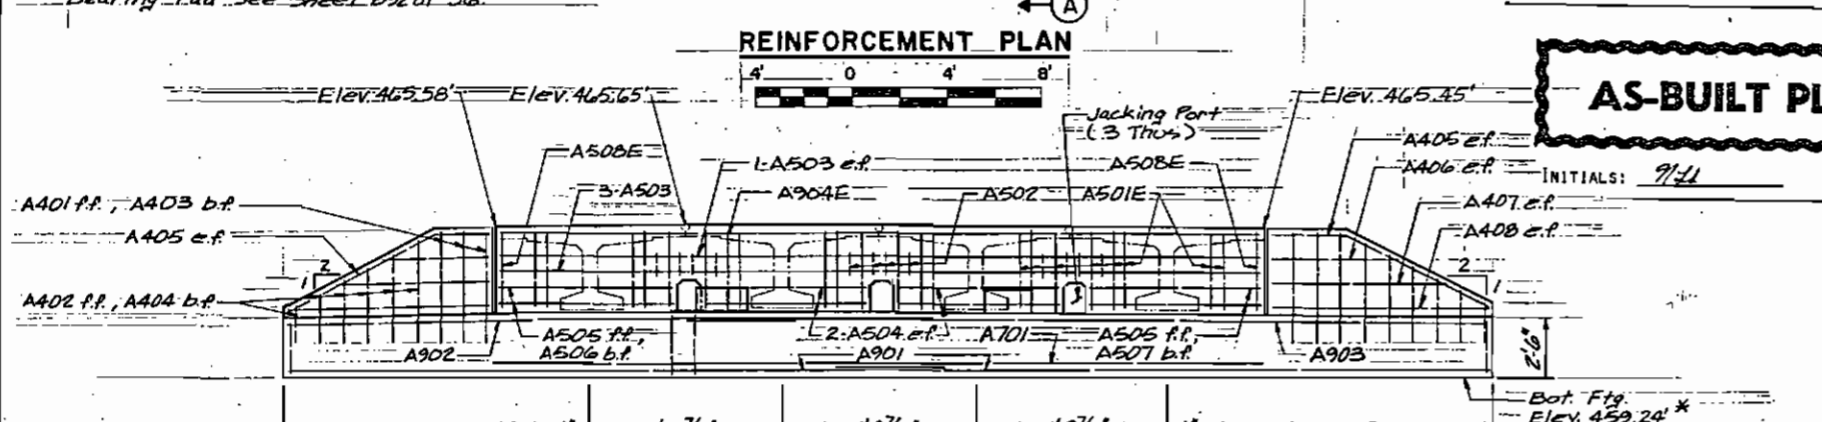 REINFORCEMENT PLAN
A
4' 0 4' 8'
AS-BUILT PL
Elev. 465.58' Elev. 465.65' Elev. 465.45'
Jacking Port
(3 Thus)
INITIALS:
A508E 1-A503 e.f. A508E A405 e.f.
A406 e.f.
3-A503 A904E A502 A501E A407 e.f.
A401 f.f., A403 b.f. A408 e.f.
A405 e.f.
2
1
2
1
A402 f.f., A404 b.f.
A505 f.f., 2-A504 e.f. A701 A505 f.f.,
A902 A506 b.f. A901 A507 b.f. A903
2'6"
Bot. Ftg.
Elev. 459.24' *